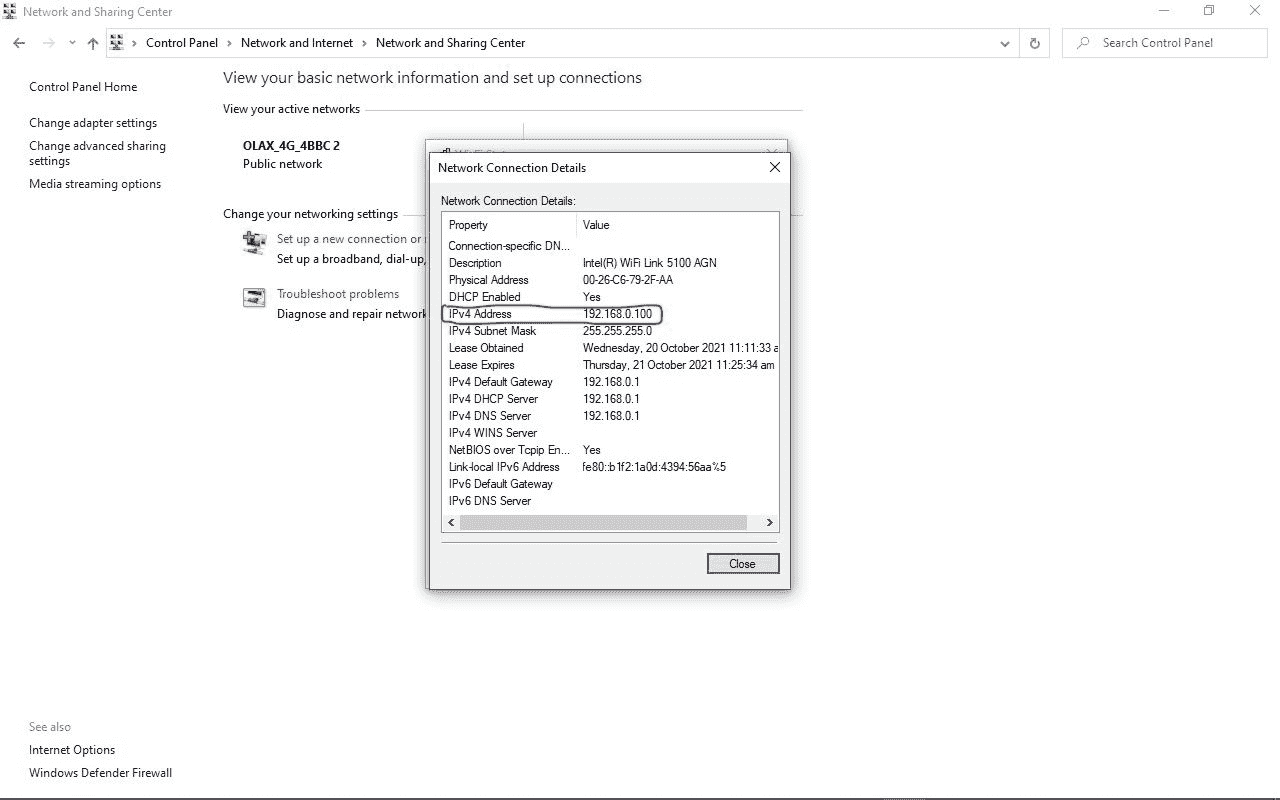 Network and Sharing Center
Control Panel > Network and Internet > Network and Sharing Center
Search Control Panel
Control Panel Home
Change adapter settings
Change advanced sharing
settings
Media streaming options
View your basic network information and set up connections
View your active networks
OLAX_4G_4BBC 2
Public network
Change your networking settings
Set up a new connection or
Set up a broadband, dial-up,
Troubleshoot problems
Diagnose and repair network
Network Connection Details
Network Connection Details:
Property Value
Connection-specific DN...
Description Intel(R) WiFi Link 5100 AGN
Physical Address 00-26-C6-79-2F-AA
DHCP Enabled Yes
IPv4 Address 192.168.0.100
IPv4 Subnet Mask 255.255.255.0
Lease Obtained Wednesday, 20 October 2021 11:11:33 a
Lease Expires Thursday, 21 October 2021 11:25:34 am
IPv4 Default Gateway 192.168.0.1
IPv4 DHCP Server 192.168.0.1
IPv4 DNS Server 192.168.0.1
IPv4 WINS Server
NetBIOS over Tcpip En... Yes
Link-local IPv6 Address fe80::b1f2:1a0d:4394:56aa%5
IPv6 Default Gateway
IPv6 DNS Server
Close
See also
Internet Options
Windows Defender Firewall